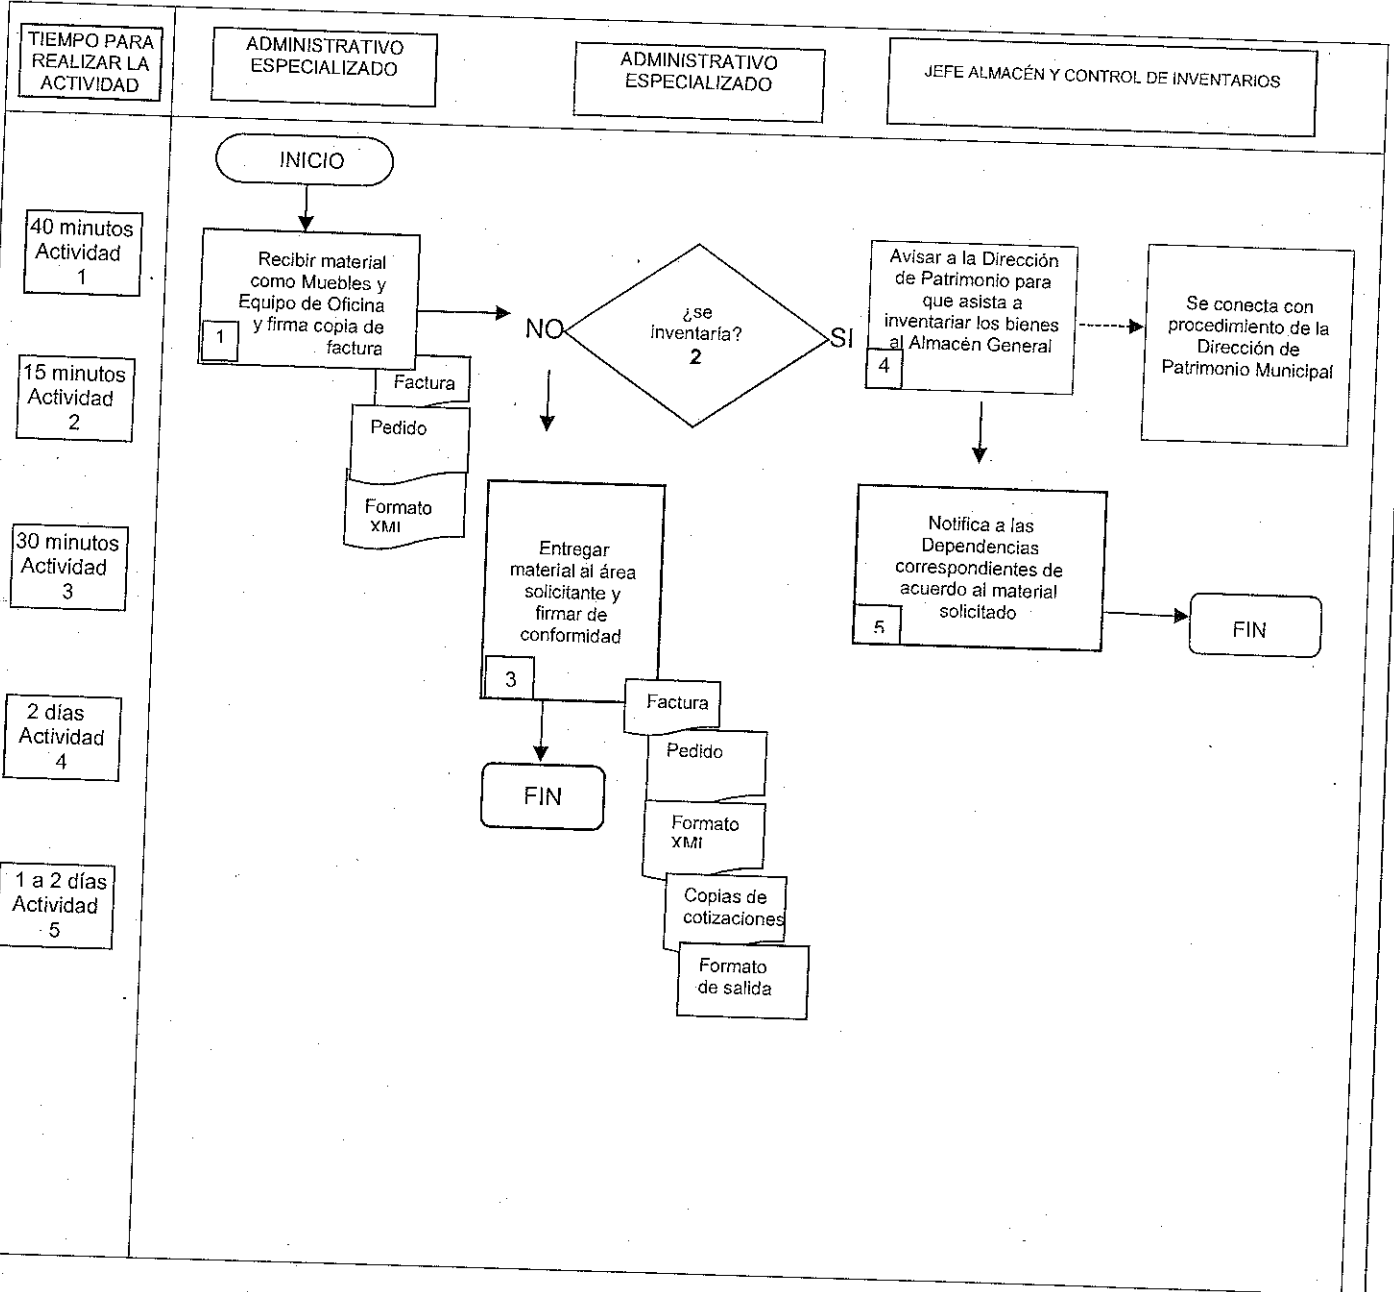 TIEMPO PARA
REALIZAR LA
ACTIVIDAD
ADMINISTRATIVO
ESPECIALIZADO
ADMINISTRATIVO
ESPECIALIZADO
JEFE ALMACÉN Y CONTROL DE INVENTARIOS
INICIO
40 minutos
Actividad
1
15 minutos
Actividad
2
30 minutos
Actividad
3
2 días
Actividad
4
1 a 2 días
Actividad
5
Recibir material
como Muebles y
Equipo de Oficina
y firma copia de
factura
1
Factura
Pedido
Formato
XMl
NO
¿se
inventaría?
2
SI
Avisar a la Dirección
de Patrimonio para
que asista a
inventariar los bienes
al Almacén General
4
Se conecta con
procedimiento de la
Dirección de
Patrimonio Municipal
Entregar
material al área
solicitante y
firmar de
conformidad
3
Factura
Pedido
Formato
XMl
Copias de
cotizaciones
Formato
de salida
FIN
Notifica a las
Dependencias
correspondientes de
acuerdo al material
solicitado
5
FIN